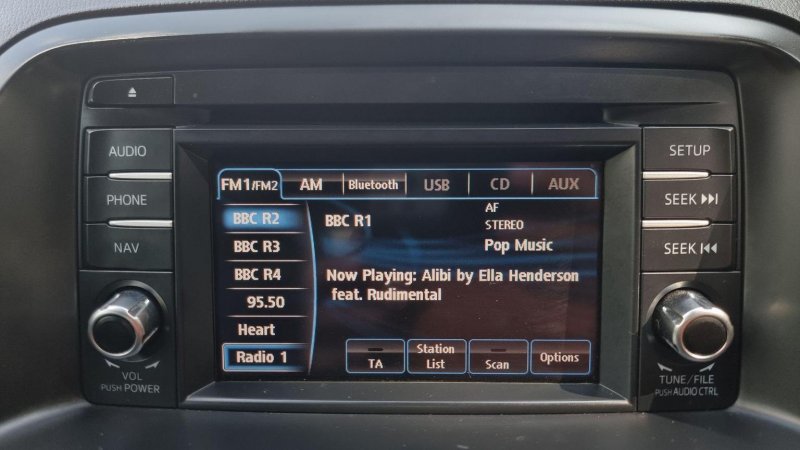 AUDIO
PHONE
NAV
VOL
PUSH POWER
FM1/FM2 AM Bluetooth USB CD AUX
BBC R2
BBC R3
BBC R4
95.50
Heart
Radio 1
BBC R1
AF
STEREO
Pop Music
Now Playing: Alibi by Ella Henderson
feat. Rudimental
TA
Station
List
Scan
Options
SETUP
SEEK
SEEK
TUNE/FILE
PUSH AUDIO CTRL